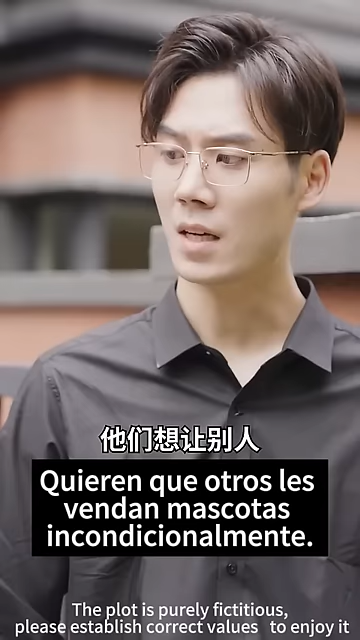 他们想让别人
Quieren que otros les
vendan mascotas
incondicionalmente.
The plot is purely fictitious,
please establish correct values to enjoy it